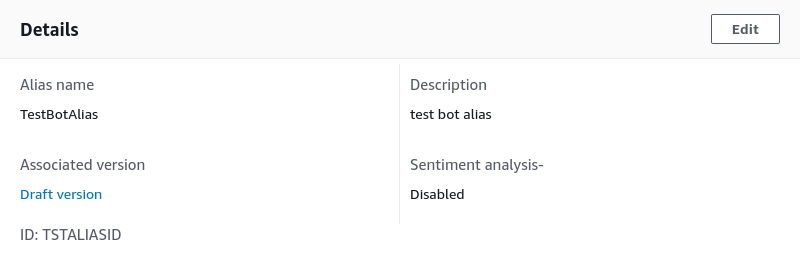 Details
Edit
Alias name
TestBotAlias
Description
test bot alias
Associated version
Draft version
Sentiment analysis-
Disabled
ID: TSTALIASID